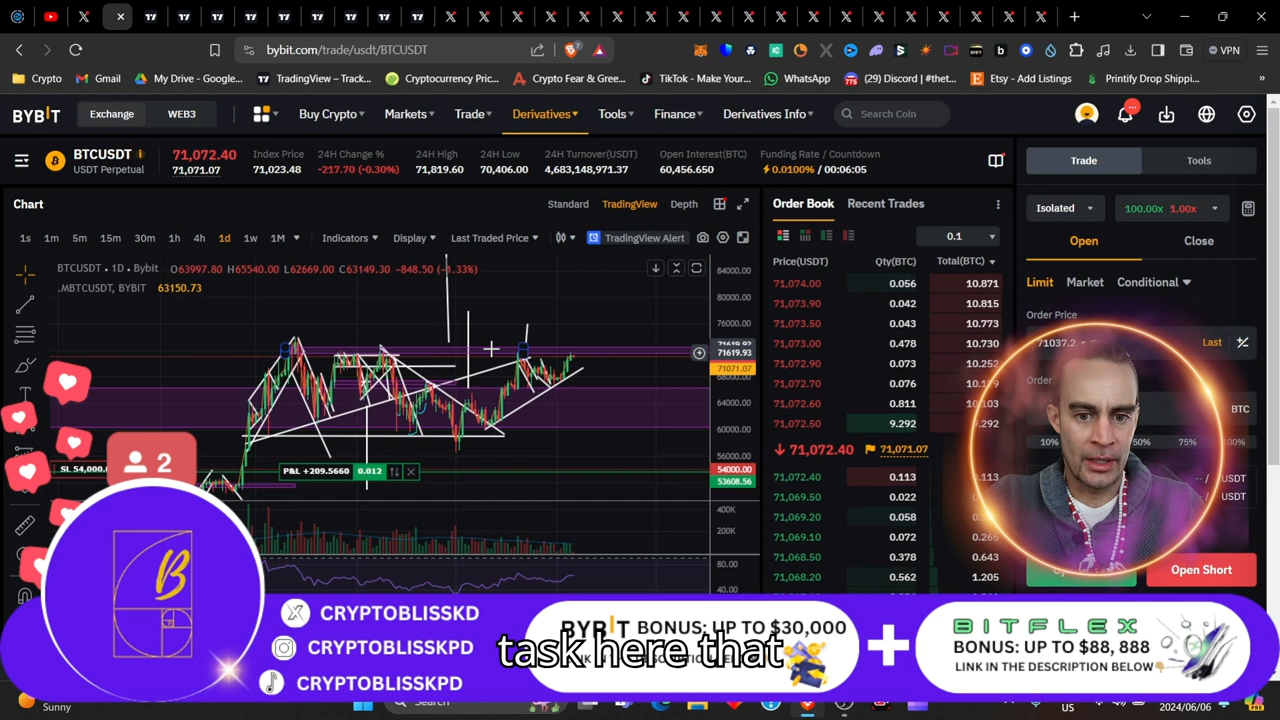 bybit.com/trade/usdt/BTCUSDT
VPN
Crypto
Gmail
My Drive - Google...
TradingView – Track...
Cryptocurrency Pric...
Crypto Fear & Gree...
TikTok - Make Your...
WhatsApp
(29) Discord | #thet...
Etsy - Add Listings
Printify Drop Shippi...
BYBIT
Exchange
WEB3
Buy Crypto
Markets
Trade
Derivatives
Tools
Finance
Derivatives Info
Search Coin
BTCUSDT
USDT Perpetual
71,072.40
71,071.07
Index Price
71,023.48
24H Change %
-217.70 (-0.30%)
24H High
71,819.60
24H Low
70,406.00
24H Turnover(USDT)
4,683,148,971.37
Open Interest(BTC)
60,456.650
Funding Rate / Countdown
0.0100% / 00:06:05
Trade
Tools
Chart
Standard
TradingView
Depth
1s 1m 5m 15m 30m 1h 4h 1d 1w 1M
Indicators
Display
Last Traded Price
TradingView Alert
BTCUSDT · 1D · Bybit O63997.80 H65540.00 L62669.00 C63149.30 -848.50 (-1.33%)
.MBTCUSDT, BYBIT 63150.73
84000.00
80000.00
76000.00
71619.93
71071.07
64000.00
60000.00
56000.00
54000.00
53608.56
400K
200K
80.00
40.00
SL 54,000.0
P&L +209.5660 0.012
Order Book
Recent Trades
0.1
Price(USDT) Qty(BTC) Total(BTC)
71,074.00 0.056 10.871
71,073.90 0.042 10.815
71,073.50 0.043 10.773
71,073.00 0.478 10.730
71,072.90 0.073
71,072.70 0.076
71,072.60 0.811 10.103
71,072.50 9.292 9.292
71,072.40
71,071.07
71,072.40 0.113
71,069.50 0.022
71,069.20 0.058
71,069.10 0.072 0.265
71,068.50 0.378 0.643
71,068.20 0.562 1.205
Isolated
100.00x 1.00x
Open
Close
Limit
Market
Conditional
Order Price
71037.2
Last
Order
BTC
10%
50%
75%
USDT
USDT
Open Short
2
B
CRYPTOBLISSKD
CRYPTOBLISSKPD
CRYPTOBLISSKPD
task here that
BYBIT BONUS: UP TO $30,000
BITFLEX
BONUS: UP TO $88, 888
LINK IN THE DESCRIPTION BELOW
Sunny
Search
US
2024/06/06